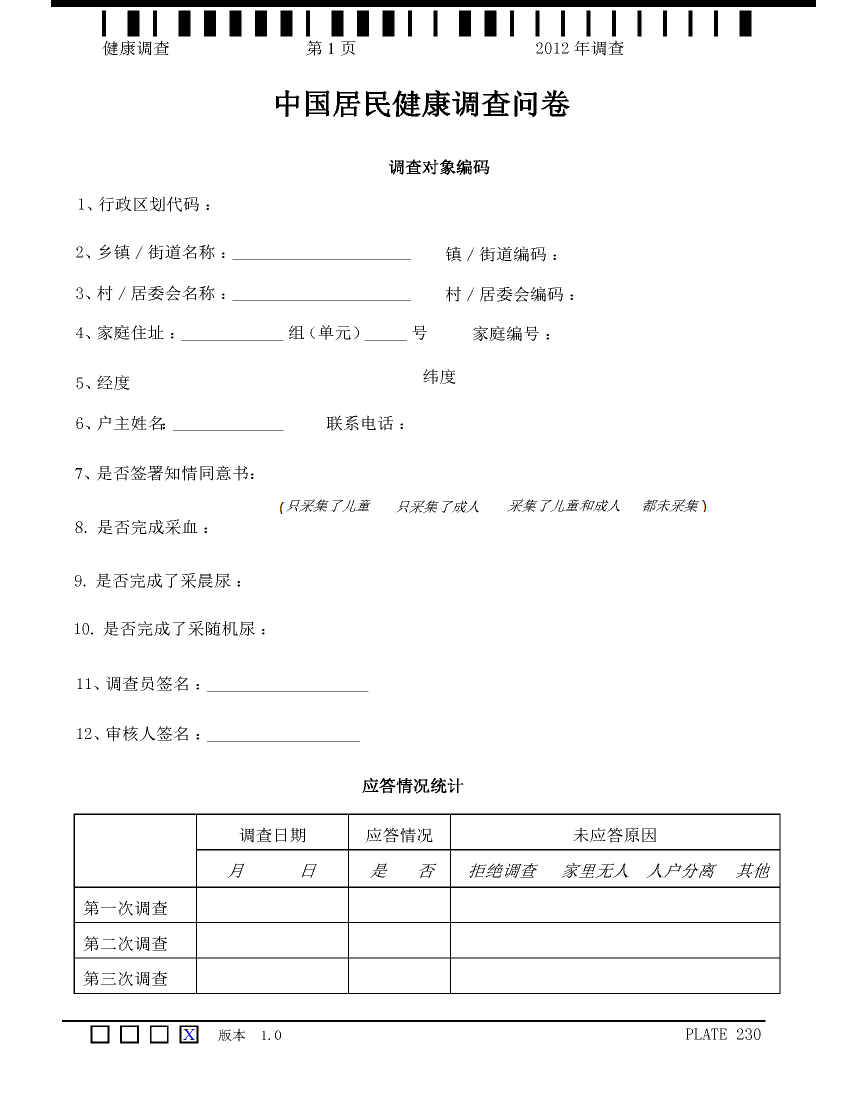 健康调查 第 1 页 2012 年调查
中国居民健康调查问卷
调查对象编码
1、行政区划代码：
2、乡镇／街道名称：_____________________ 镇／街道编码：
3、村／居委会名称：_____________________ 村／居委会编码：
4、家庭住址：____________ 组（单元）_____ 号 家庭编号：
5、经度 纬度
6、户主姓名：_____________ 联系电话：
7、是否签署知情同意书：
(只采集了儿童 只采集了成人 采集了儿童和成人 都未采集)
8. 是否完成采血：
9. 是否完成了采晨尿：
10. 是否完成了采随机尿：
11、调查员签名：___________________
12、审核人签名：__________________
应答情况统计
调查日期 应答情况 未应答原因
月 日 是 否 拒绝调查 家里无人 人户分离 其他
第一次调查
第二次调查
第三次调查
X 版本 1.0 PLATE 230